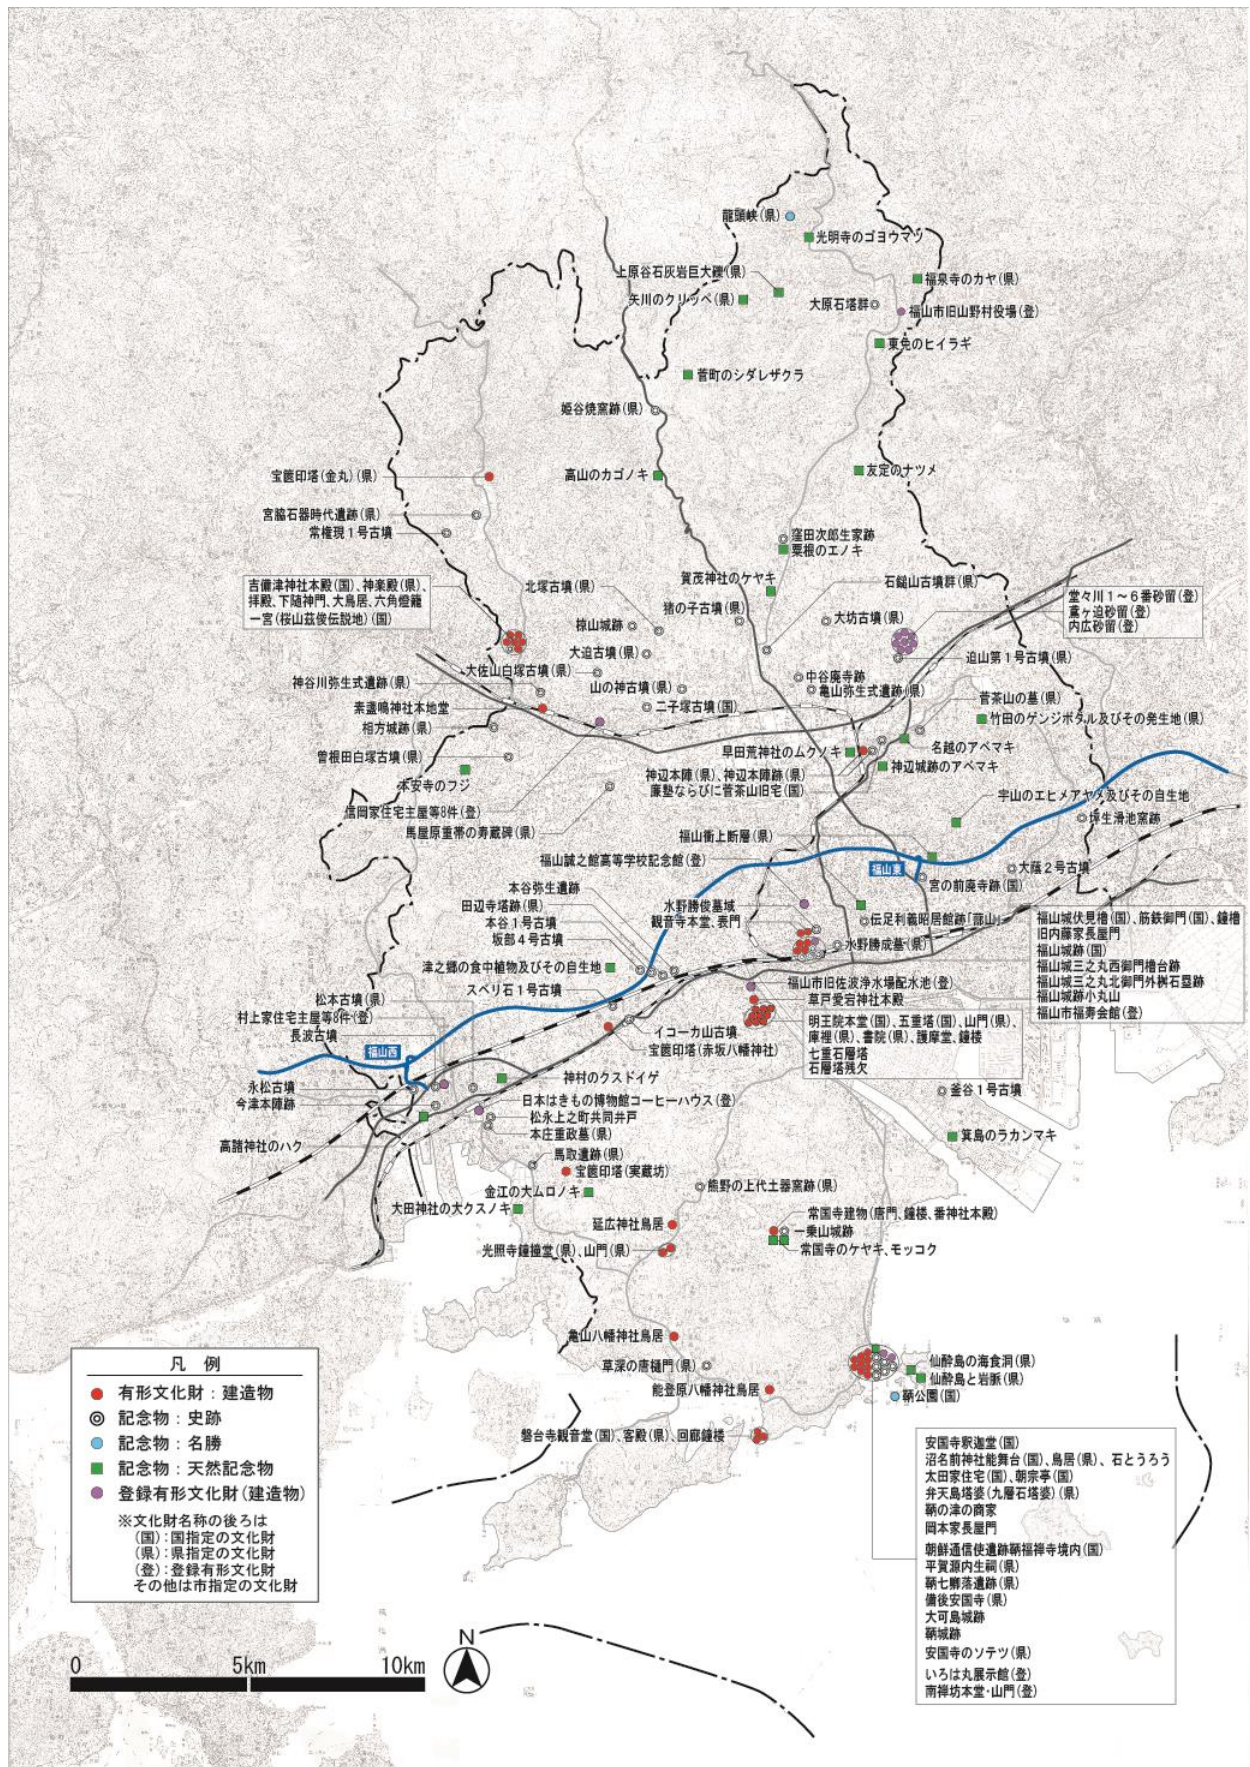 龍頭峡(県)
光明寺のゴヨウマツ
上原谷石灰岩巨大礫(県)
矢川のクリッペ(県)
福泉寺のカヤ(県)
大原石塔群
福山市旧山野村役場(登)
東免のヒイラギ
菅町のシダレザクラ
姫谷焼窯跡(県)
宝篋印塔(金丸)(県)
高山のカゴノキ
友定のナツメ
宮脇石器時代遺跡(県)
常権現1号古墳
窪田次郎生家跡
粟根のエノキ
吉備津神社本殿(国)、神楽殿(県)、
拝殿、下随神門、大鳥居、六角燈籠
一宮(桜山茲俊伝説地)(国)
北塚古墳(県)
賀茂神社のケヤキ
石鎚山古墳群(県)
堂々川1~6番砂留(登)
鳶ヶ迫砂留(登)
内広砂留(登)
猪の子古墳(県)
椋山城跡
大坊古墳(県)
大迫古墳(県)
迫山第1号古墳(県)
大佐山白塚古墳(県)
中谷廃寺跡
神谷川弥生式遺跡(県)
山の神古墳(県)
亀山弥生式遺跡(県)
菅茶山の墓(県)
素盞嗚神社本地堂
二子塚古墳(国)
竹田のゲンジボタル及びその発生地(県)
相方城跡(県)
早田荒神社のムクノキ
名越のアベマキ
曽根田白塚古墳(県)
神辺城跡のアベマキ
神辺本陣(県)、神辺本陣跡(県)
廉塾ならびに菅茶山旧宅(国)
本安寺のフジ
宇山のエヒメアヤメ及びその自生地
信岡家住宅主屋等8件(登)
坪生滑池窯跡
馬屋原重帯の寿蔵碑(県)
福山衝上断層(県)
福山誠之館高等学校記念館(登)
福山東
大蔭2号古墳
宮の前廃寺跡(国)
本谷弥生遺跡
田辺寺塔跡(県)
本谷1号古墳
坂部4号古墳
水野勝俊墓域
観音寺本堂、表門
伝足利義昭居館跡「蔀山」
水野勝成墓(県)
福山城伏見櫓(国)、筋鉄御門(国)、鐘櫓
旧内藤家長屋門
福山城跡(国)
福山城三之丸西御門櫓台跡
福山城三之丸北御門外桝石塁跡
福山城跡小丸山
福山市福寿会館(登)
津之郷の食中植物及びその自生地
スベリ石1号古墳
福山市旧佐波浄水場配水池(登)
草戸愛宕神社本殿
松本古墳(県)
村上家住宅主屋等8件(登)
長波古墳
イコーカ山古墳
明王院本堂(国)、五重塔(国)、山門(県)、
庫裡(県)、書院(県)、護摩堂、鐘楼
七重石層塔
石層塔残欠
福山西
宝篋印塔(赤坂八幡神社)
永松古墳
今津本陣跡
神村のクスドイゲ
釜谷1号古墳
日本はきもの博物館コーヒーハウス(登)
松永上之町共同井戸
本庄重政墓(県)
箕島のラカンマキ
高諸神社のハク
馬取遺跡(県)
宝篋印塔(実蔵坊)
金江の大ムロノキ
熊野の上代土器窯跡(県)
大田神社の大クスノキ
延広神社鳥居
常国寺建物(唐門、鐘楼、番神社本殿)
一乗山城跡
光照寺鐘撞堂(県)、山門(県)
常国寺のケヤキ、モッコク
亀山八幡神社鳥居
草深の唐樋門(県)
仙酔島の海食洞(県)
仙酔島と岩脈(県)
能登原八幡神社鳥居
鞆公園(国)
磐台寺観音堂(国)、客殿(県)、回廊鐘楼
凡 例
有形文化財:建造物
記念物:史跡
記念物:名勝
記念物:天然記念物
登録有形文化財(建造物)
※文化財名称の後ろは
(国):国指定の文化財
(県):県指定の文化財
(登):登録有形文化財
その他は市指定の文化財
安国寺釈迦堂(国)
沼名前神社能舞台(国)、鳥居(県)、石とうろう
太田家住宅(国)、朝宗亭(国)
弁天島塔婆(九層石塔婆)(県)
鞆の津の商家
岡本家長屋門
朝鮮通信使遺跡鞆福禅寺境内(国)
平賀源内生祠(県)
鞆七卿落遺跡(県)
備後安国寺(県)
大可島城跡
鞆城跡
安国寺のソテツ(県)
いろは丸展示館(登)
南禅坊本堂・山門(登)
0 5km 10km
N